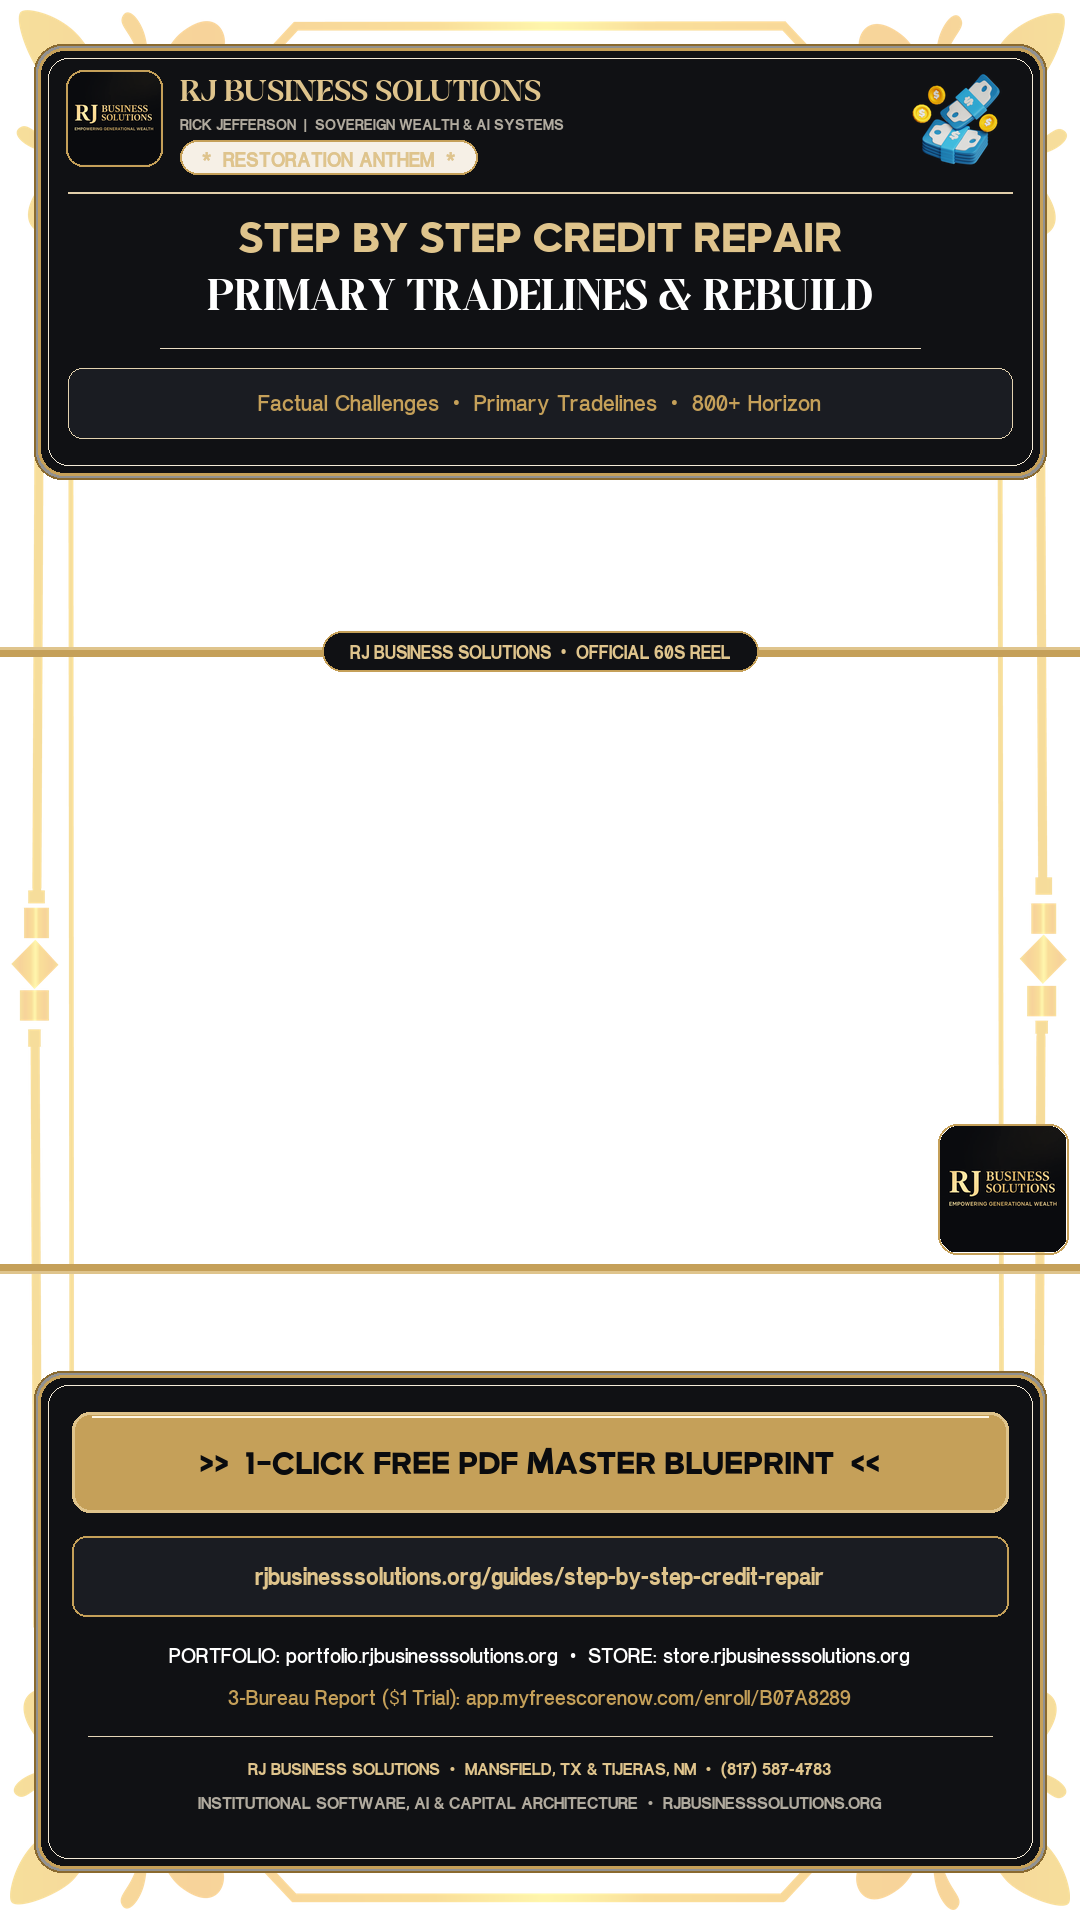 RJ BUSINESS SOLUTIONS
EMPOWERING GENERATIONAL WEALTH
RJ BUSINESS SOLUTIONS
RICK JEFFERSON | SOVEREIGN WEALTH & AI SYSTEMS
* RESTORATION ANTHEM *
STEP BY STEP CREDIT REPAIR
PRIMARY TRADELINES & REBUILD
Factual Challenges • Primary Tradelines • 800+ Horizon
RJ BUSINESS SOLUTIONS • OFFICIAL 60S REEL
RJ BUSINESS SOLUTIONS
EMPOWERING GENERATIONAL WEALTH
>> 1-CLICK FREE PDF MASTER BLUEPRINT <<
rjbusinesssolutions.org/guides/step-by-step-credit-repair
PORTFOLIO: portfolio.rjbusinesssolutions.org • STORE: store.rjbusinesssolutions.org
3-Bureau Report ($1 Trial): app.myfreescorenow.com/enroll/B07A8289
RJ BUSINESS SOLUTIONS • MANSFIELD, TX & TIJERAS, NM • (817) 587-4783
INSTITUTIONAL SOFTWARE, AI & CAPITAL ARCHITECTURE • RJBUSINESSSOLUTIONS.ORG